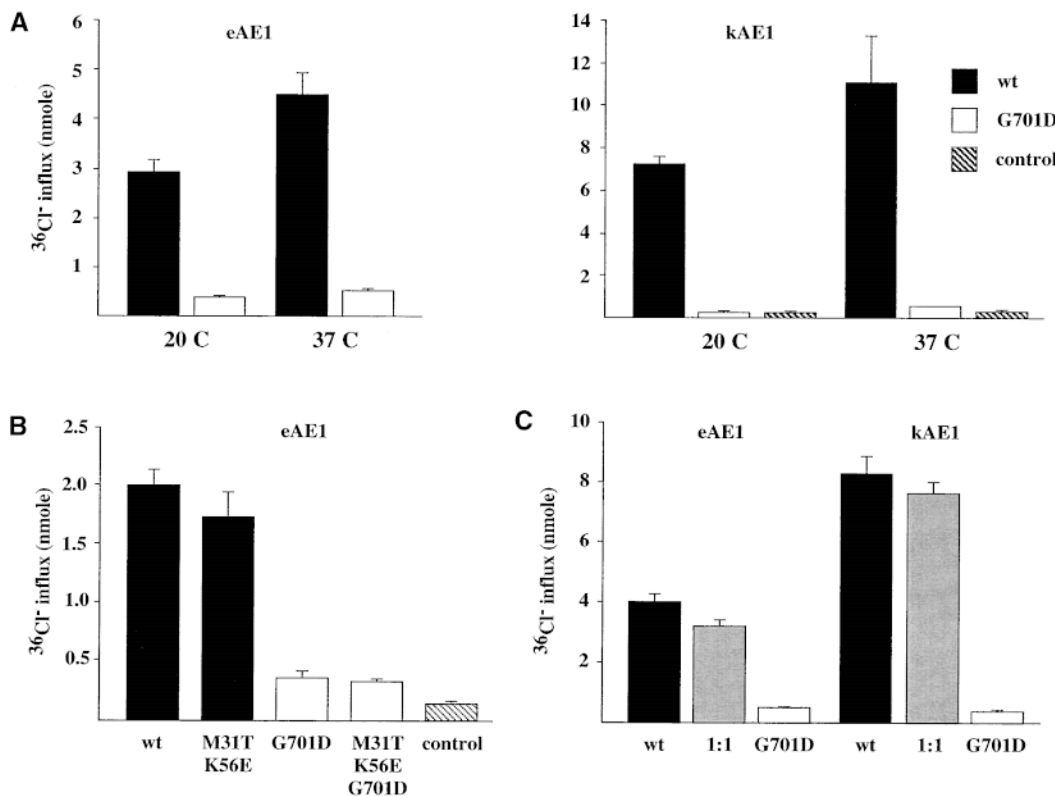 A
eAE1
³⁶Cl⁻ influx (nmole)
6
5
4
3
2
1
20 C
37 C
kAE1
14
12
10
8
6
4
2
20 C
37 C
wt
G701D
control
B
eAE1
³⁶Cl⁻ influx (nmole)
2.5
2.0
1.5
1.0
0.5
wt
M31T
K56E
G701D
M31T
K56E
G701D
control
C
eAE1
kAE1
³⁶Cl⁻ influx (nmole)
10
8
6
4
2
wt
1:1
G701D
wt
1:1
G701D